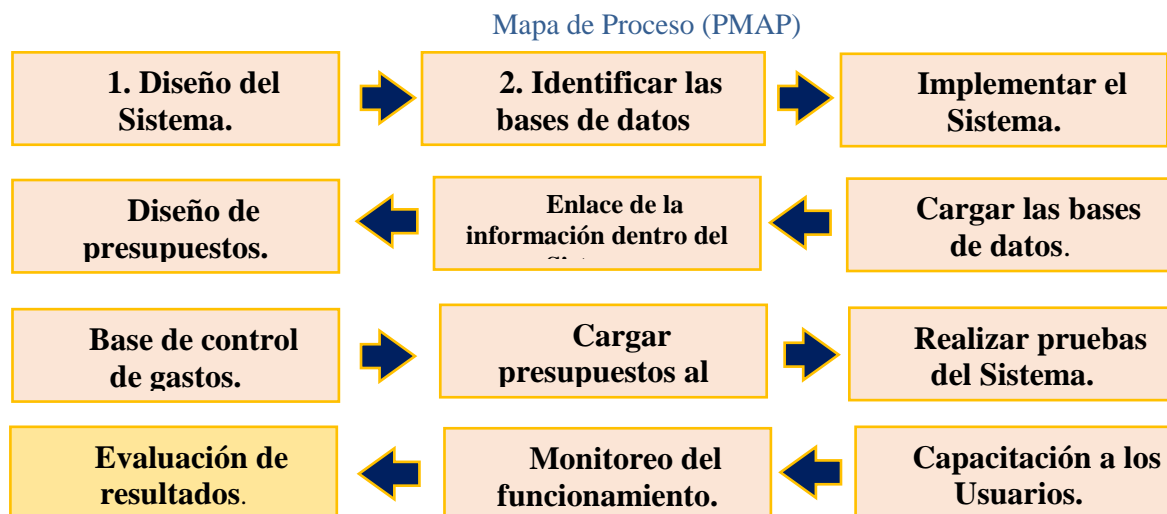 Mapa de Proceso (PMAP)
1. Diseño del
Sistema.
2. Identificar las
bases de datos
Implementar el
Sistema.
Diseño de
presupuestos.
Enlace de la
información dentro del
Cargar las bases
de datos.
Base de control
de gastos.
Cargar
presupuestos al
Realizar pruebas
del Sistema.
Evaluación de
resultados.
Monitoreo del
funcionamiento.
Capacitación a los
Usuarios.